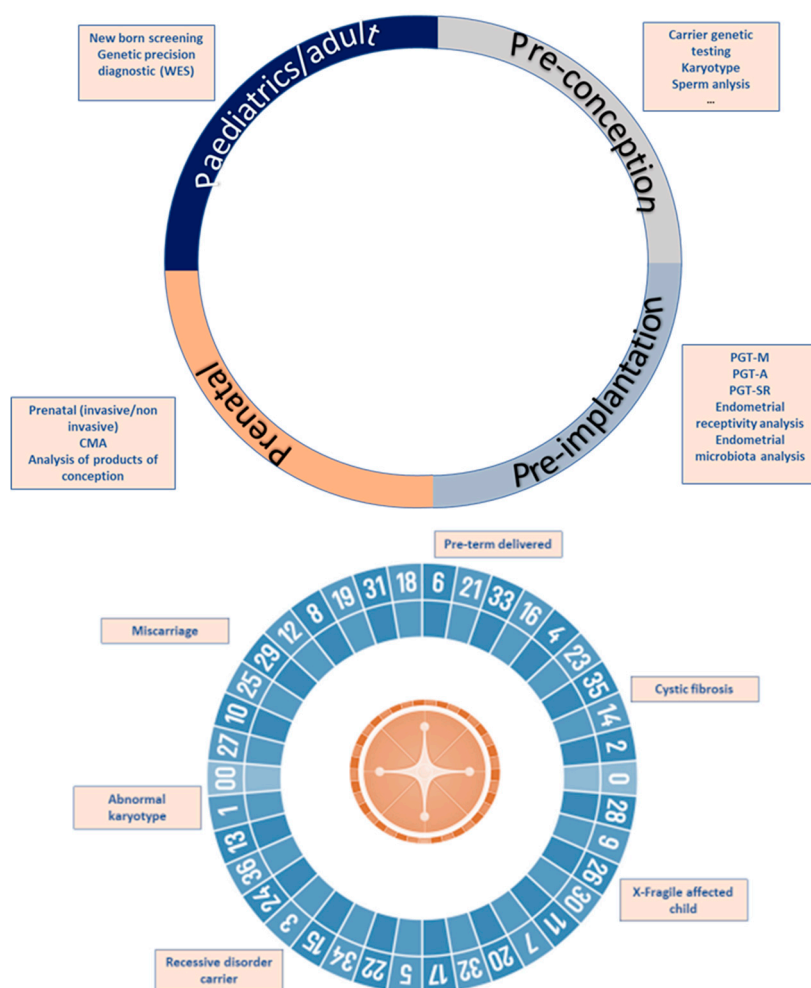 New born screening
Genetic precision
diagnostic (WES)
Paediatrics/adult
Pre-conception
Carrier genetic
testing
Karyotype
Sperm anlysis
...
Prenatal
Pre-implantation
PGT-M
PGT-A
PGT-SR
Endometrial
receptivity analysis
Endometrial
microbiota analysis
Prenatal (invasive/non
invasive)
CMA
Analysis of products of
conception
Pre-term delivered
Miscarriage
Cystic fibrosis
Abnormal
karyotype
X-Fragile affected
child
Recessive disorder
carrier
6
21
33
16
4
23
35
14
2
0
28
9
26
30
11
7
20
32
17
5
22
34
15
3
24
36
13
1
00
27
10
25
29
12
8
19
31
18